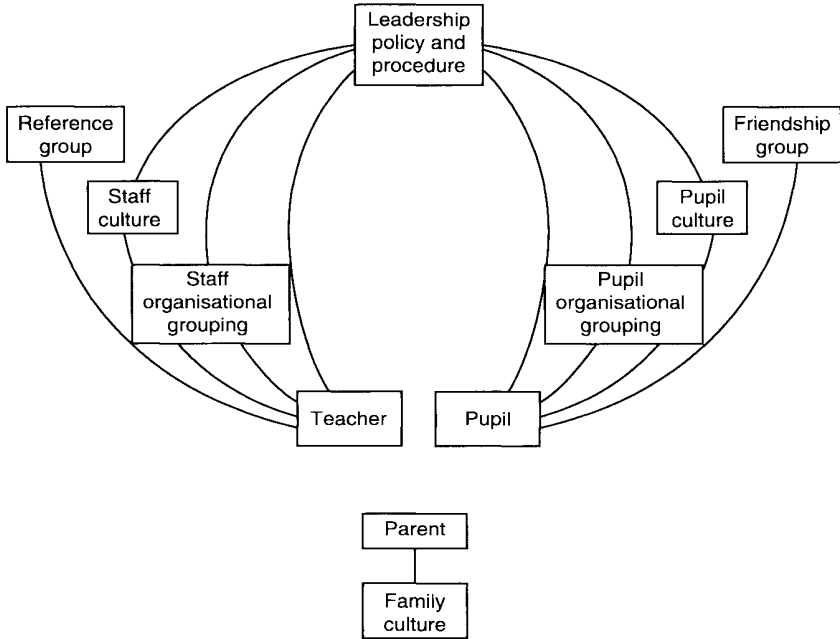 Leadership
policy and
procedure
Reference
group
Friendship
group
Staff
culture
Pupil
culture
Staff
organisational
grouping
Pupil
organisational
grouping
Teacher
Pupil
Parent
Family
culture